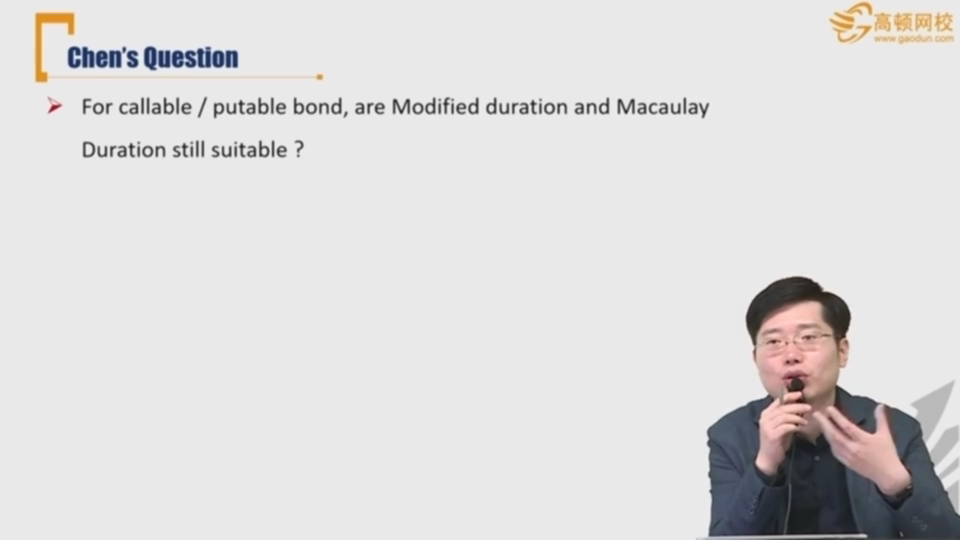 高顿网校
www.gaodun.com
Chen's Question
For callable / putable bond, are Modified duration and Macaulay
Duration still suitable ?